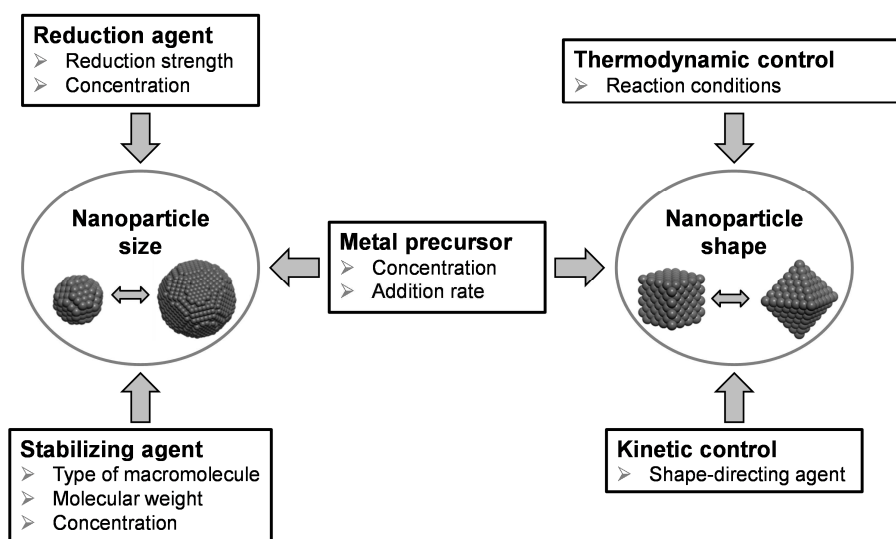 Reduction agent
➢ Reduction strength
➢ Concentration
Thermodynamic control
➢ Reaction conditions
Nanoparticle
size
Metal precursor
➢ Concentration
➢ Addition rate
Nanoparticle
shape
Stabilizing agent
➢ Type of macromolecule
➢ Molecular weight
➢ Concentration
Kinetic control
➢ Shape-directing agent